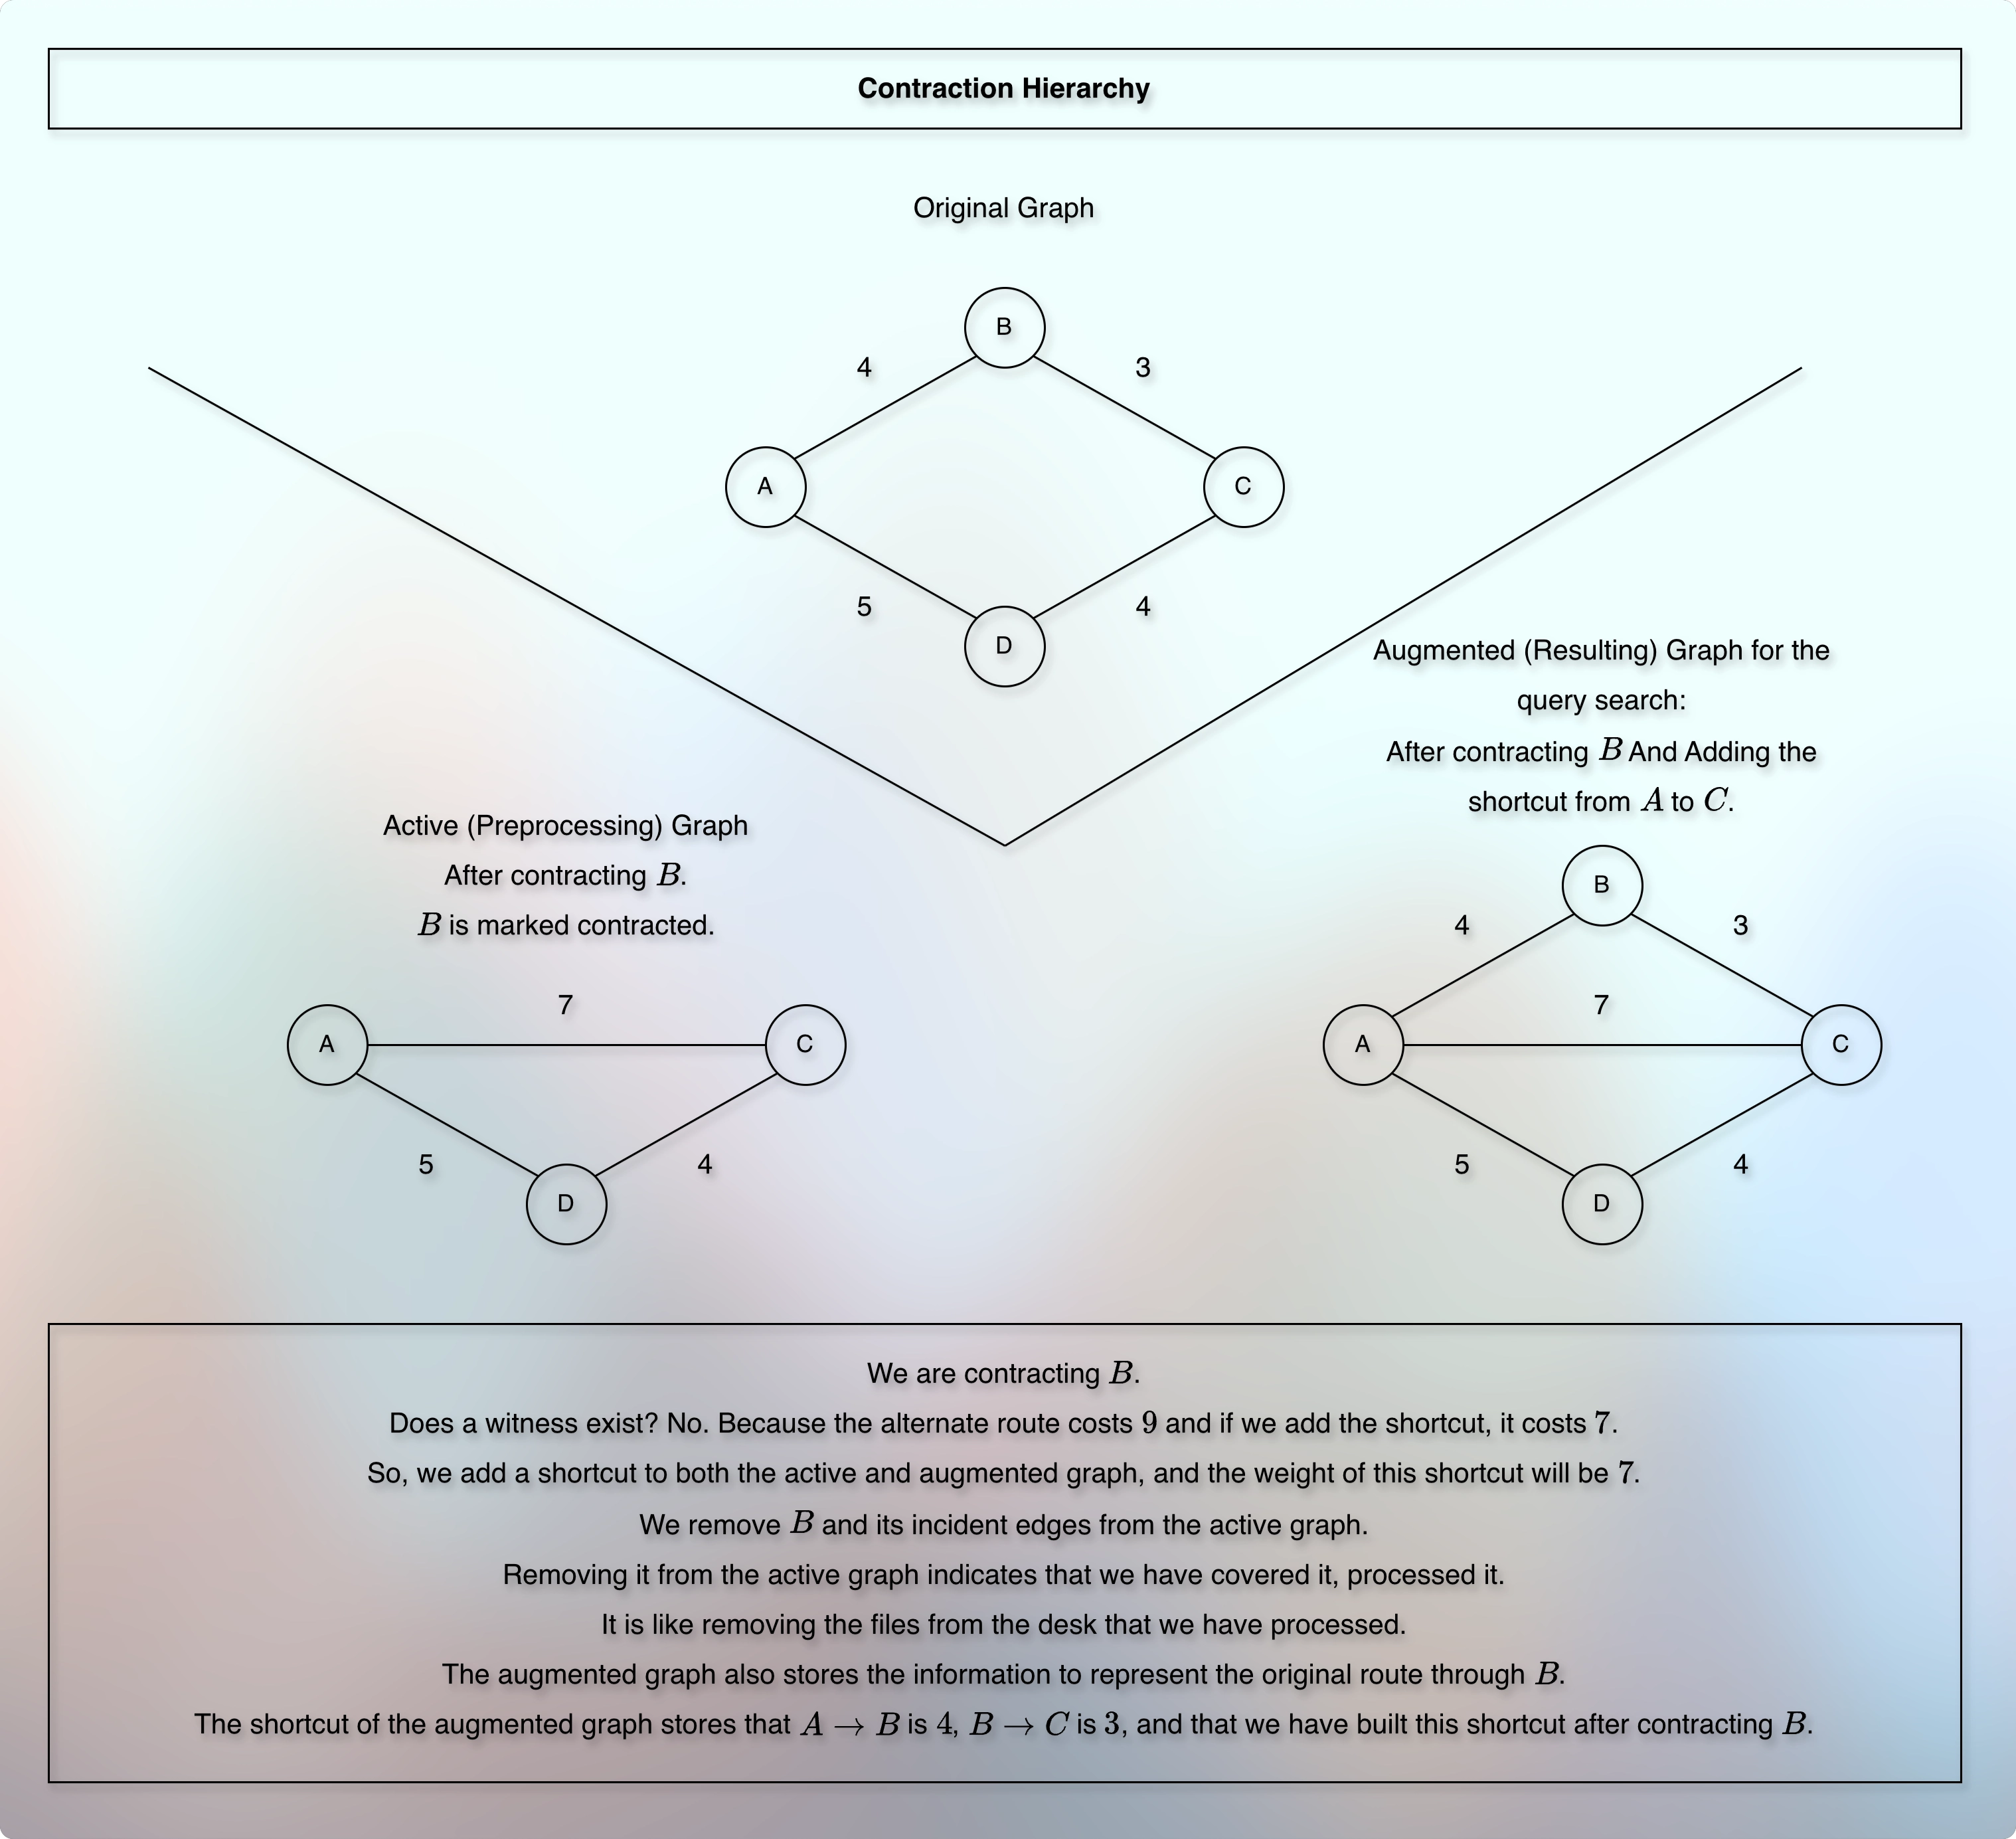 Contraction Hierarchy
Original Graph
B
4
3
A
C
5
4
D
Active (Preprocessing) Graph
After contracting B.
B is marked contracted.
7
A
C
5
4
D
Augmented (Resulting) Graph for the
query search:
After contracting B And Adding the
shortcut from A to C.
B
4
3
7
A
C
5
4
D
We are contracting B.
Does a witness exist? No. Because the alternate route costs 9 and if we add the shortcut, it costs 7.
So, we add a shortcut to both the active and augmented graph, and the weight of this shortcut will be 7.
We remove B and its incident edges from the active graph.
Removing it from the active graph indicates that we have covered it, processed it.
It is like removing the files from the desk that we have processed.
The augmented graph also stores the information to represent the original route through B.
The shortcut of the augmented graph stores that A → B is 4, B → C is 3, and that we have built this shortcut after contracting B.